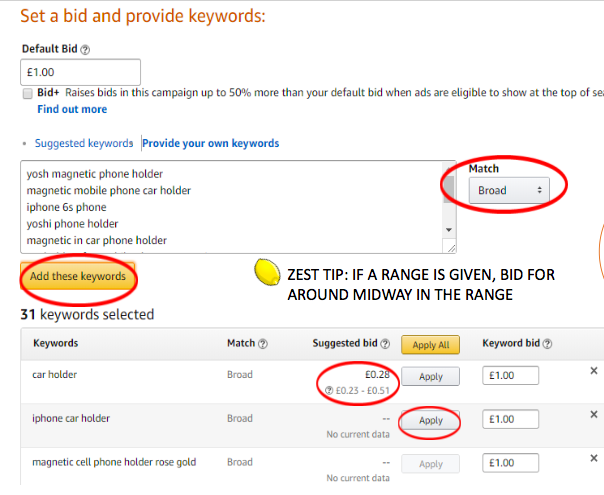 Set a bid and provide keywords:
Default Bid
£1.00
Bid+ Raises bids in this campaign up to 50% more than your default bid when ads are eligible to show at the top of
Find out more
Suggested keywords Provide your own keywords
yosh magnetic phone holder
magnetic mobile phone car holder
iphone 6s phone
yoshi phone holder
magnetic in car phone holder
Match
Broad
Add these keywords
ZEST TIP: IF A RANGE IS GIVEN, BID FOR
AROUND MIDWAY IN THE RANGE
31 keywords selected
Keywords Match Suggested bid Apply All Keyword bid
car holder Broad £0.28 Apply £1.00
£0.23 - £0.51
iphone car holder Broad -- Apply £1.00
No current data
magnetic cell phone holder rose gold Broad -- Apply £1.00
No current data